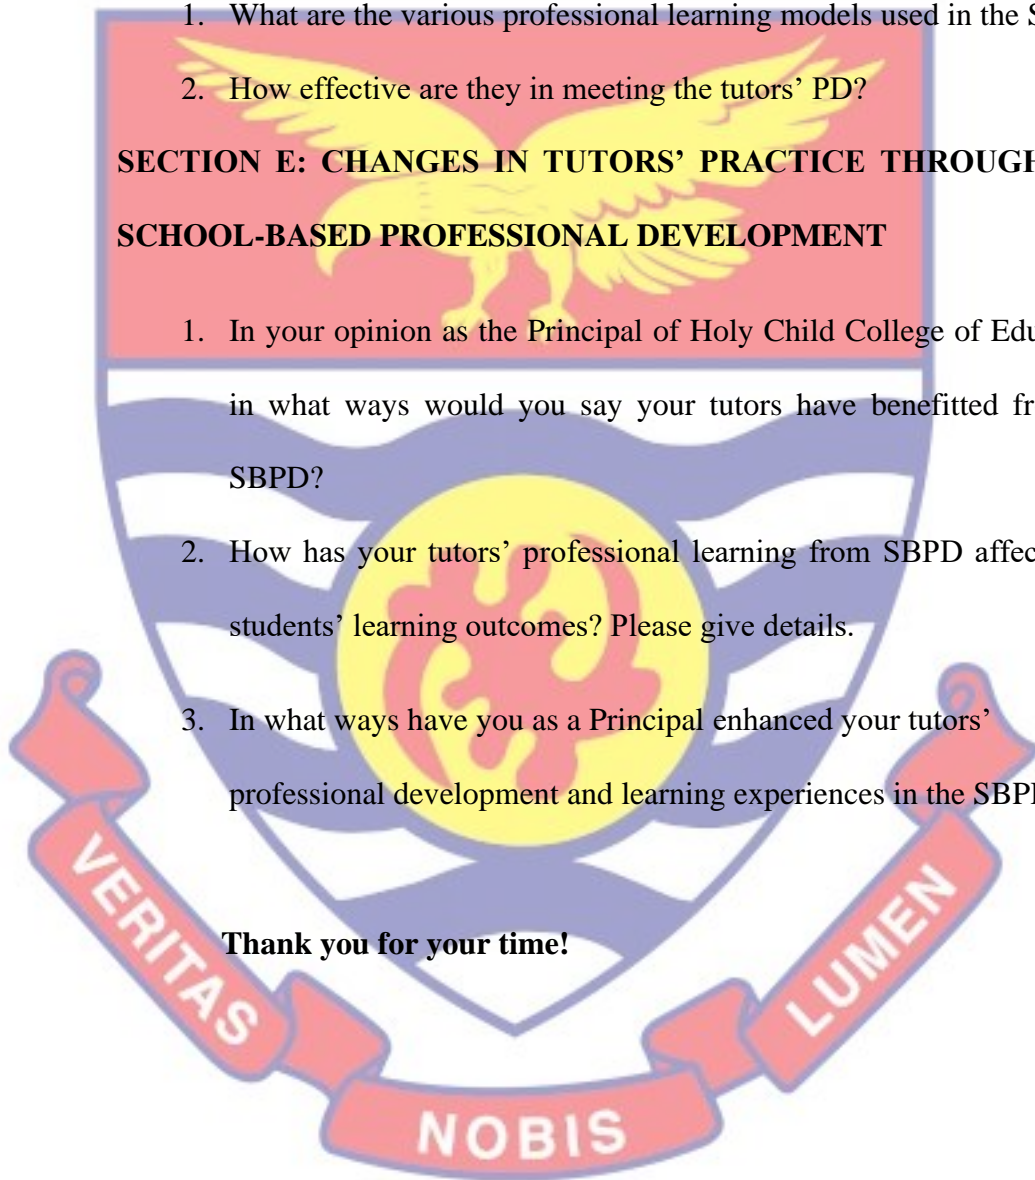 1. What are the various professional learning models used in the S
2. How effective are they in meeting the tutors’ PD?
SECTION E: CHANGES IN TUTORS’ PRACTICE THROUGH
SCHOOL-BASED PROFESSIONAL DEVELOPMENT
1. In your opinion as the Principal of Holy Child College of Edu
in what ways would you say your tutors have benefitted fr
SBPD?
2. How has your tutors’ professional learning from SBPD affec
students’ learning outcomes? Please give details.
3. In what ways have you as a Principal enhanced your tutors’
professional development and learning experiences in the SBP
Thank you for your time!
VERITAS
NOBIS
LUMEN